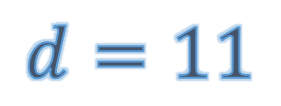 d = 11